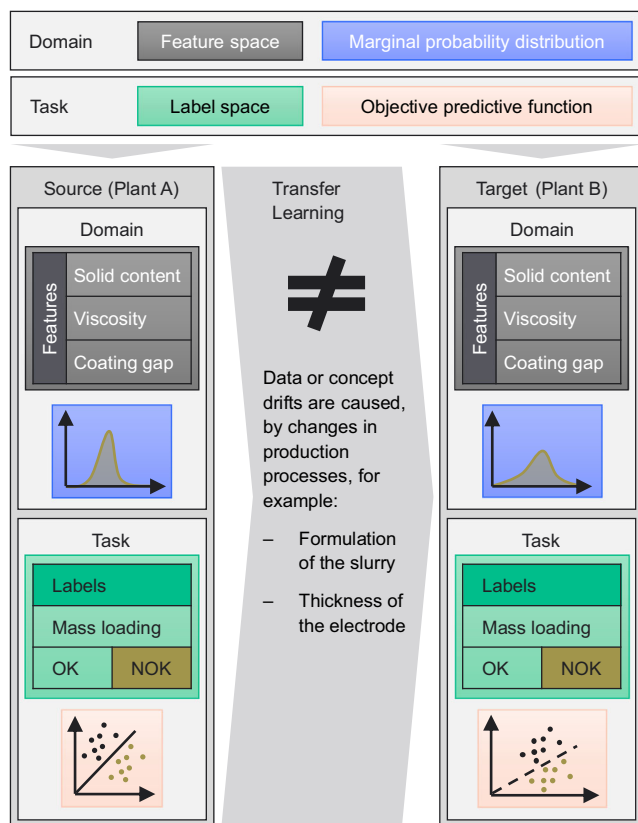 Domain
Feature space
Marginal probability distribution
Task
Label space
Objective predictive function
Source (Plant A)
Domain
Features
Solid content
Viscosity
Coating gap
Task
Labels
Mass loading
OK
NOK
Transfer
Learning
≠
Data or concept
drifts are caused,
by changes in
production
processes, for
example:
– Formulation
of the slurry
– Thickness of
the electrode
Target (Plant B)
Domain
Features
Solid content
Viscosity
Coating gap
Task
Labels
Mass loading
OK
NOK